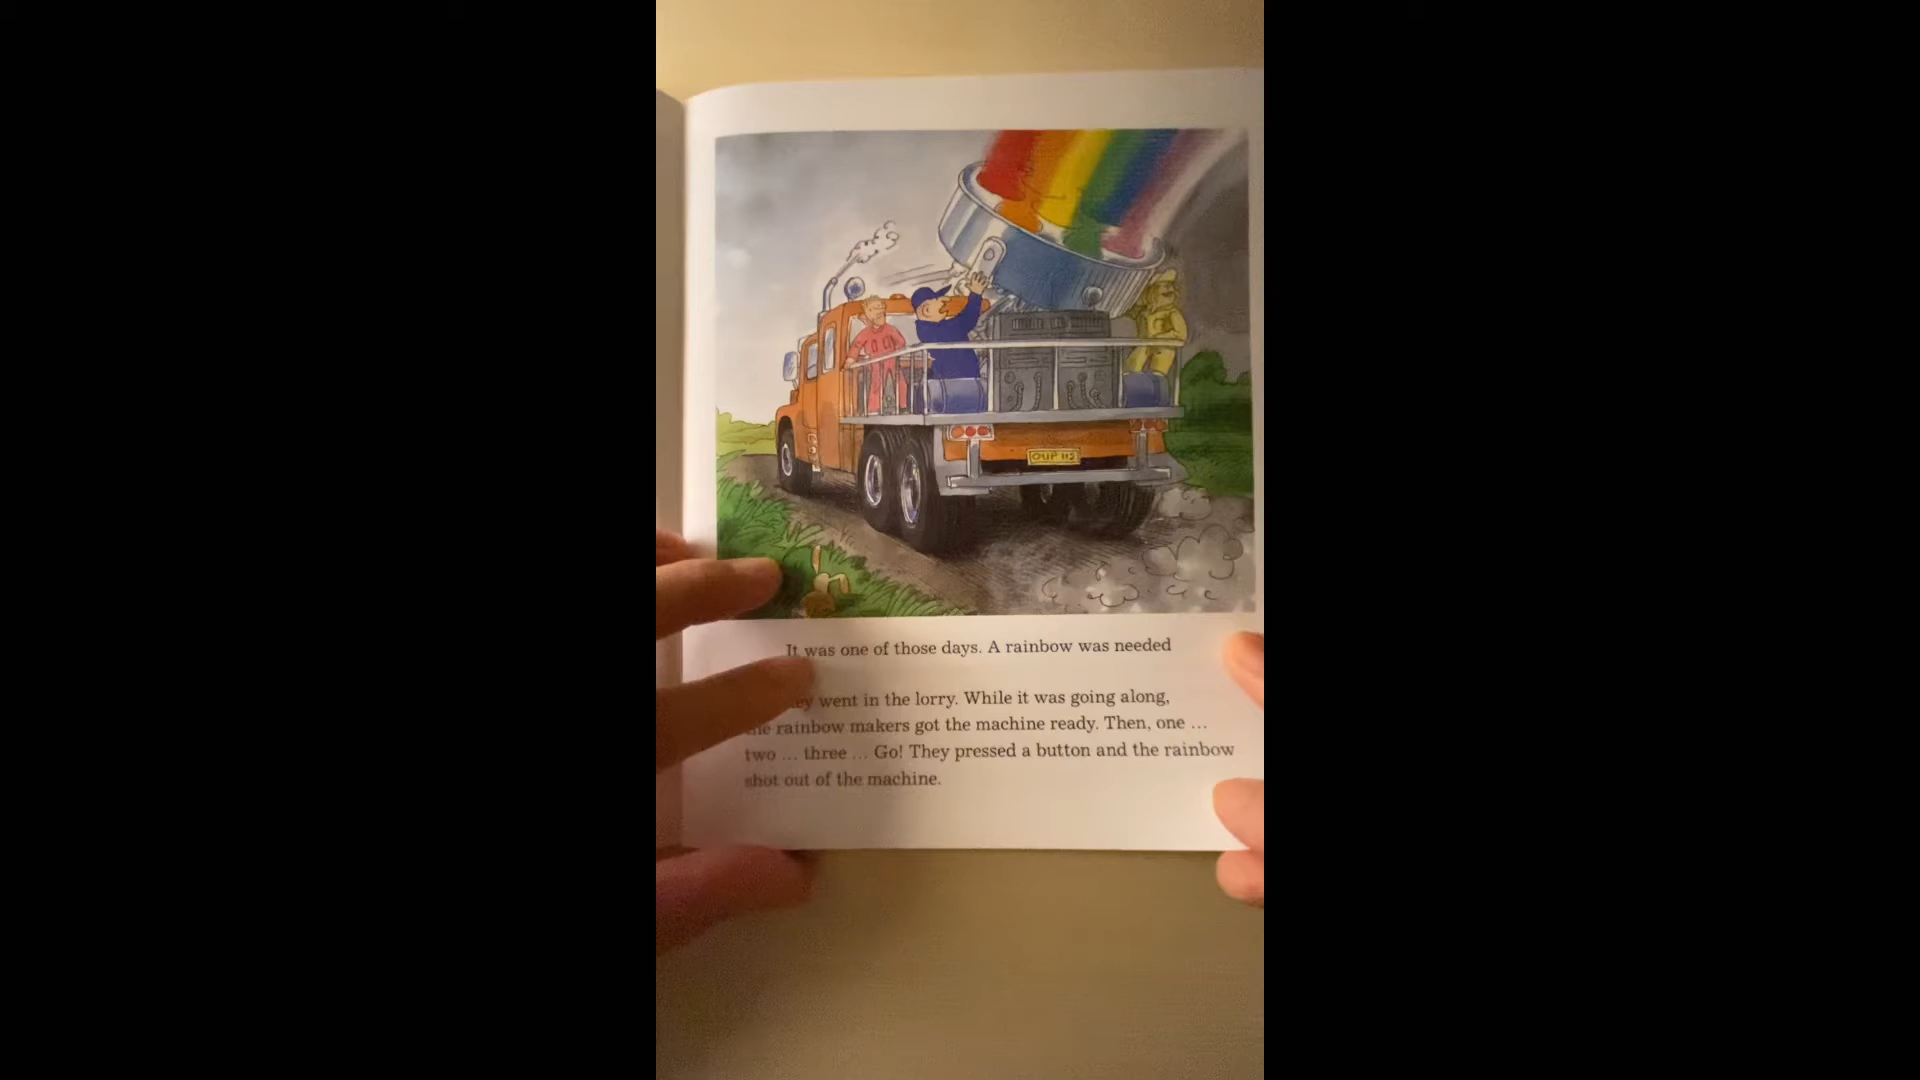 OUP 112
It was one of those days. A rainbow was needed
went in the lorry. While it was going along,
rainbow makers got the machine ready. Then, one ...
two ... three ... Go! They pressed a button and the rainbow
shot out of the machine.